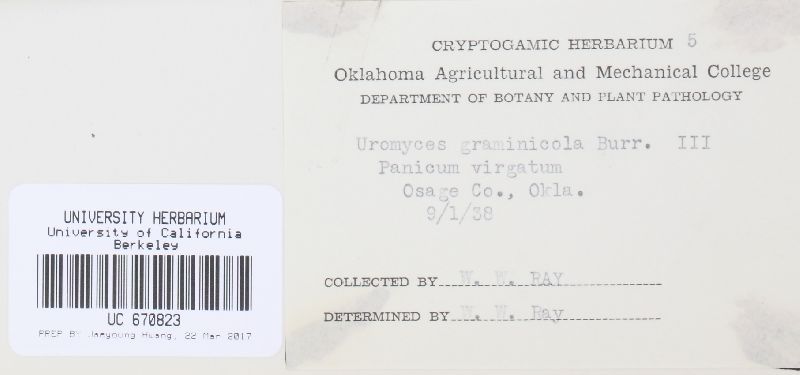 CRYPTOGAMIC HERBARIUM 5
Oklahoma Agricultural and Mechanical College
DEPARTMENT OF BOTANY AND PLANT PATHOLOGY
Uromyces graminicola Burr. III
Panicum virgatum
Osage Co., Okla.
9/1/38
COLLECTED BY W. W. RAY
DETERMINED BY W. W. Ray
UNIVERSITY HERBARIUM
University of California
Berkeley
UC 670823
PREP BY Jaeyoung Huang, 22 Mar 2017